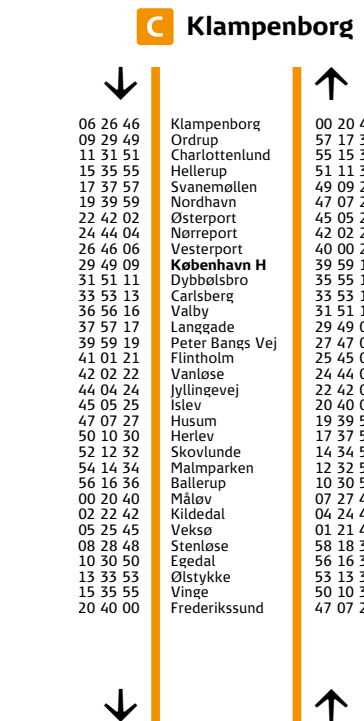 C Klampenborg
06 26 46 Klampenborg 00 20
09 29 49 Ordrup 57 17
11 31 51 Charlottenlund 55 15
15 35 55 Hellerup 51 11
17 37 57 Svanemøllen 49 09
19 39 59 Nordhavn 47 07
22 42 02 Østerport 45 05
24 44 04 Nørreport 42 02
26 46 06 Vesterport 40 00
29 49 09 København H 39 59
31 51 11 Dybbølsbro 35 55
33 53 13 Carlsberg 33 53
36 56 16 Valby 31 51
37 57 17 Langgade 29 49
39 59 19 Peter Bangs Vej 27 47
41 01 21 Flintholm 25 45
42 02 22 Vanløse 24 44
44 04 24 Jyllingevej 22 42
45 05 25 Islev 20 40
47 07 27 Husum 19 39
50 10 30 Herlev 17 37
52 12 32 Skovlunde 14 34
54 14 34 Malmparken 12 32
56 16 36 Ballerup 10 30
00 20 40 Måløv 07 27
02 22 42 Kildedal 04 24
05 25 45 Veksø 01 21
08 28 48 Stenløse 58 18
10 30 50 Egedal 56 16
13 33 53 Ølstykke 53 13
15 35 55 Vinge 50 10
20 40 00 Frederikssund 47 07